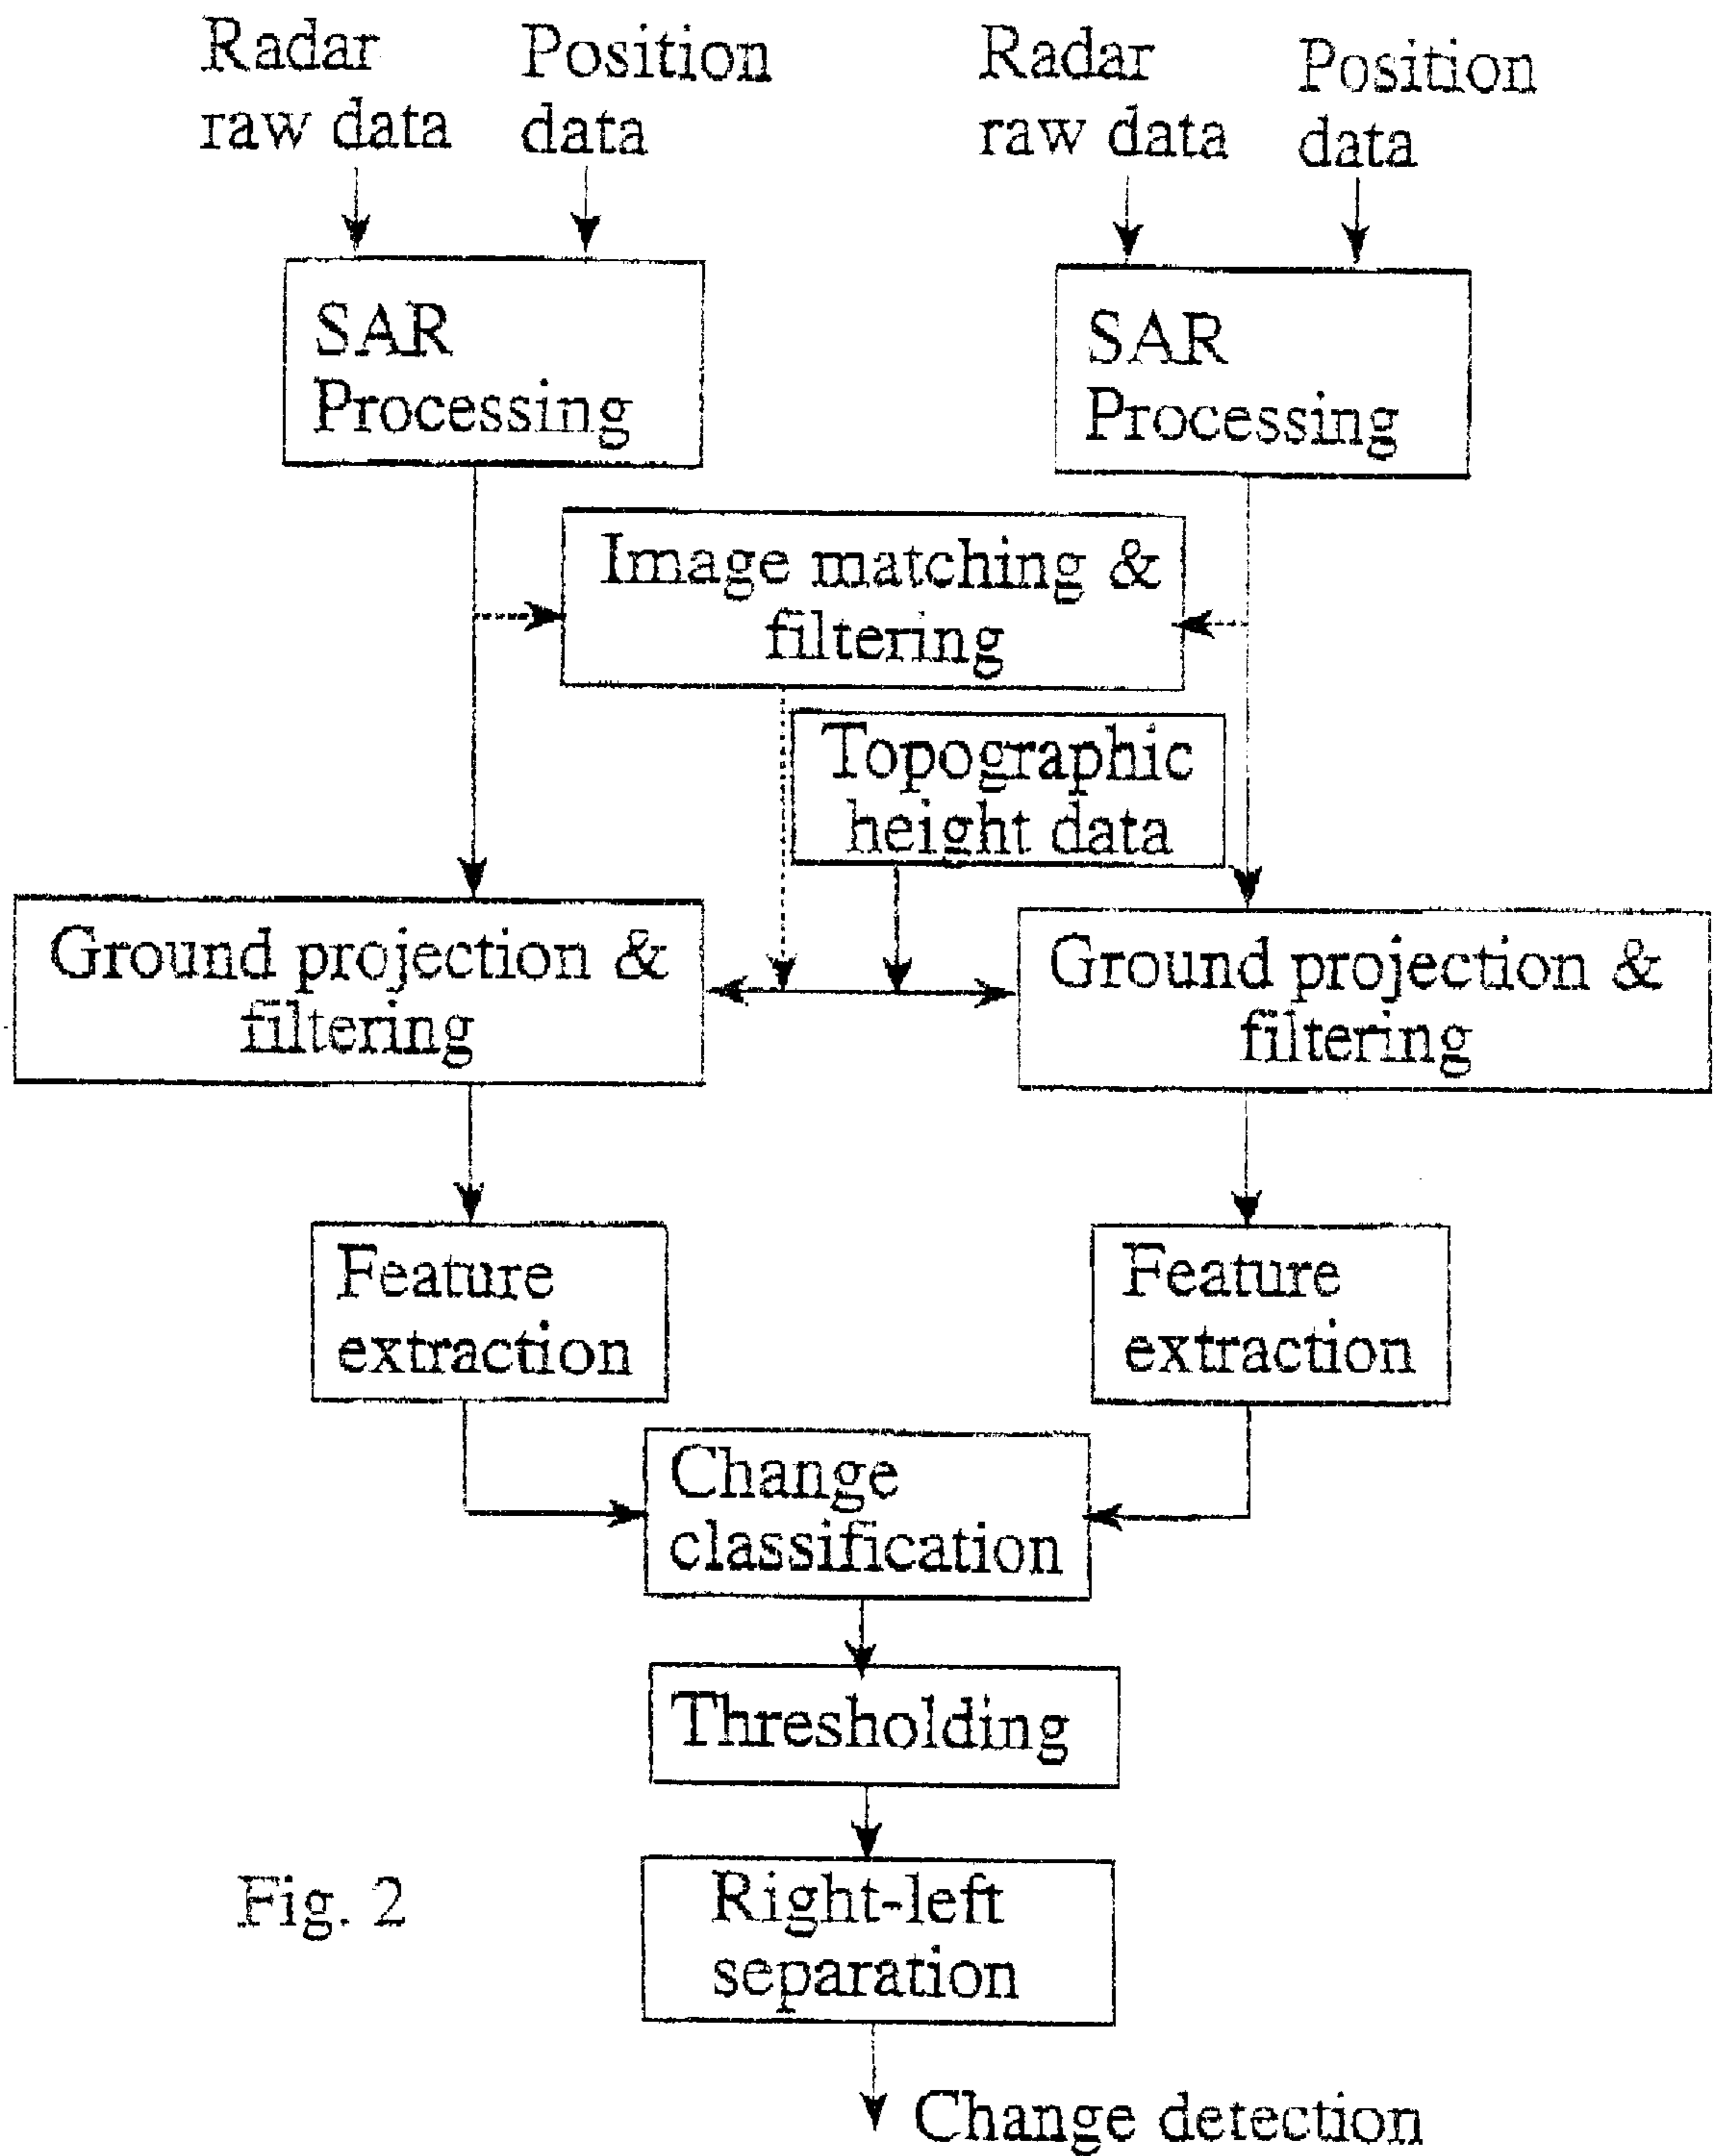 Radar
raw data
Position
data
Radar
raw data
Position
data
SAR
Processing
SAR
Processing
Image matching &
filtering
Topographic
height data
Ground projection &
filtering
Ground projection &
filtering
Feature
extraction
Feature
extraction
Change
classification
Thresholding
Right-left
separation
Fig. 2
Change detection